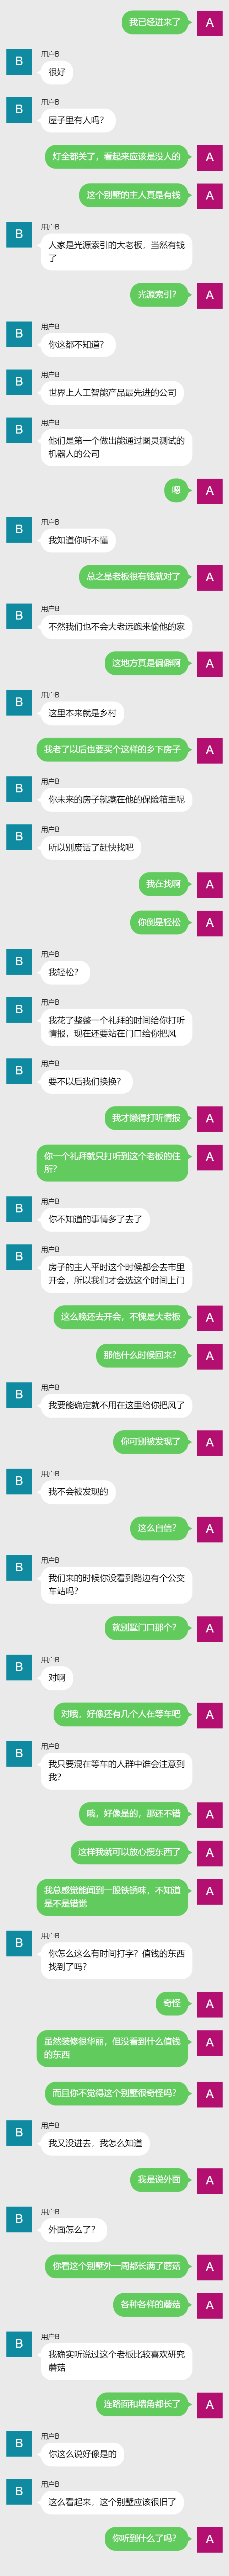 我已经进来了
A
B
用户B
很好
B
用户B
屋子里有人吗？
灯全都关了，看起来应该是没人的
A
这个别墅的主人真是有钱
A
B
用户B
人家是光源索引的大老板，当然有钱
了
光源索引？
A
B
用户B
你这都不知道？
B
用户B
世界上人工智能产品最先进的公司
B
用户B
他们是第一个做出能通过图灵测试的
机器人的公司
嗯
A
B
用户B
我知道你听不懂
总之是老板很有钱就对了
A
B
用户B
不然我们也不会大老远跑来偷他的家
这地方真是偏僻啊
A
B
用户B
这里本来就是乡村
我老了以后也要买个这样的乡下房子
A
B
用户B
你未来的房子就藏在他的保险箱里呢
B
用户B
所以别废话了赶快找吧
我在找啊
A
你倒是轻松
A
B
用户B
我轻松？
B
用户B
我花了整整一个礼拜的时间给你打听
情报，现在还要站在门口给你把风
B
用户B
要不以后我们换换？
我才懒得打听情报
A
你一个礼拜就只打听到这个老板的住
所？
A
B
用户B
你不知道的事情多了去了
B
用户B
房子的主人平时这个时候都会去市里
开会，所以我们才会选这个时间上门
这么晚还去开会，不愧是大老板
A
那他什么时候回来？
A
B
用户B
我要能确定就不用在这里给你把风了
你可别被发现了
A
B
用户B
我不会被发现的
这么自信？
A
B
用户B
我们来的时候你没看到路边有个公交
车站吗？
就别墅门口那个？
A
B
用户B
对啊
对哦，好像还有几个人在等车吧
A
B
用户B
我只要混在等车的人群中谁会注意到
我？
哦，好像是的，那还不错
A
这样我就可以放心搜东西了
A
我总感觉能闻到一股铁锈味，不知道
是不是错觉
A
B
用户B
你怎么这么有时间打字？值钱的东西
找到了吗？
奇怪
A
虽然装修很华丽，但没看到什么值钱
的东西
A
而且你不觉得这个别墅很奇怪吗？
A
B
用户B
我又没进去，我怎么知道
我是说外面
A
B
用户B
外面怎么了？
你看这个别墅外一周都长满了蘑菇
A
各种各样的蘑菇
A
B
用户B
我确实听说过这个老板比较喜欢研究
蘑菇
连路面和墙角都长了
A
B
用户B
你这么说好像是的
B
用户B
这么看起来，这个别墅应该很旧了
你听到什么了吗？
A